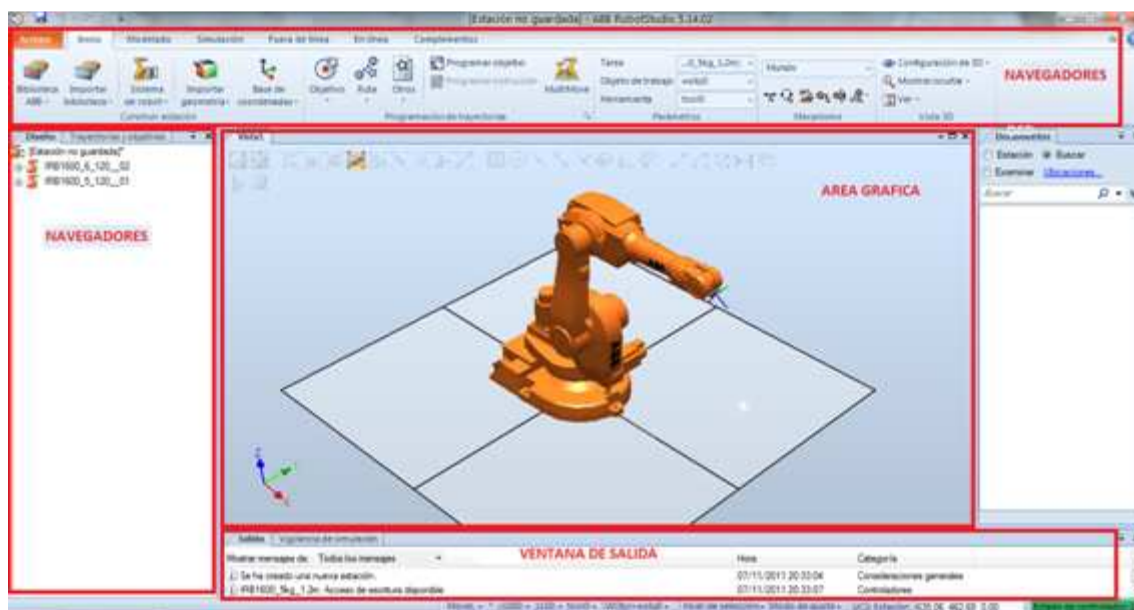 [Estación no guardada] - ABB RobotStudio 5.14.02
Archivo Inicio Modelado Simulación Fuera de línea En línea Complementos
Biblioteca ABB Importar biblioteca Sistema de robot Importar geometría Base de coordenadas Objetivo Ruta Otros
Programar objetivo
Programar instrucción
MultiMove
Tarea
Objeto de trabajo wobj0
Herramienta tool0
Mundo
Configuración de 3D
Mostrar/ocultar
Ver
NAVEGADORES
Construir estación Programación de trayectorias Parámetros Mecanismo Vista 3D
Diseño Trayectorias y objetivos
[Estación no guardada]*
IRB1600_6_120__02
IRB1600_5_120__01
NAVEGADORES
Vista1
AREA GRAFICA
Documentos
Estación Buscar
Examinar Ubicaciones...
Buscar
Z
X
Salida Vigilancia de simulación
Mostrar mensajes de: Todos los mensajes
VENTANA DE SALIDA
Hora Categoría
Se ha creado una nueva estación. 07/11/2011 20:33:04 Consideraciones generales
IRB1600_5kg_1.2m: Acceso de escritura disponible 07/11/2011 20:33:07 Controladores